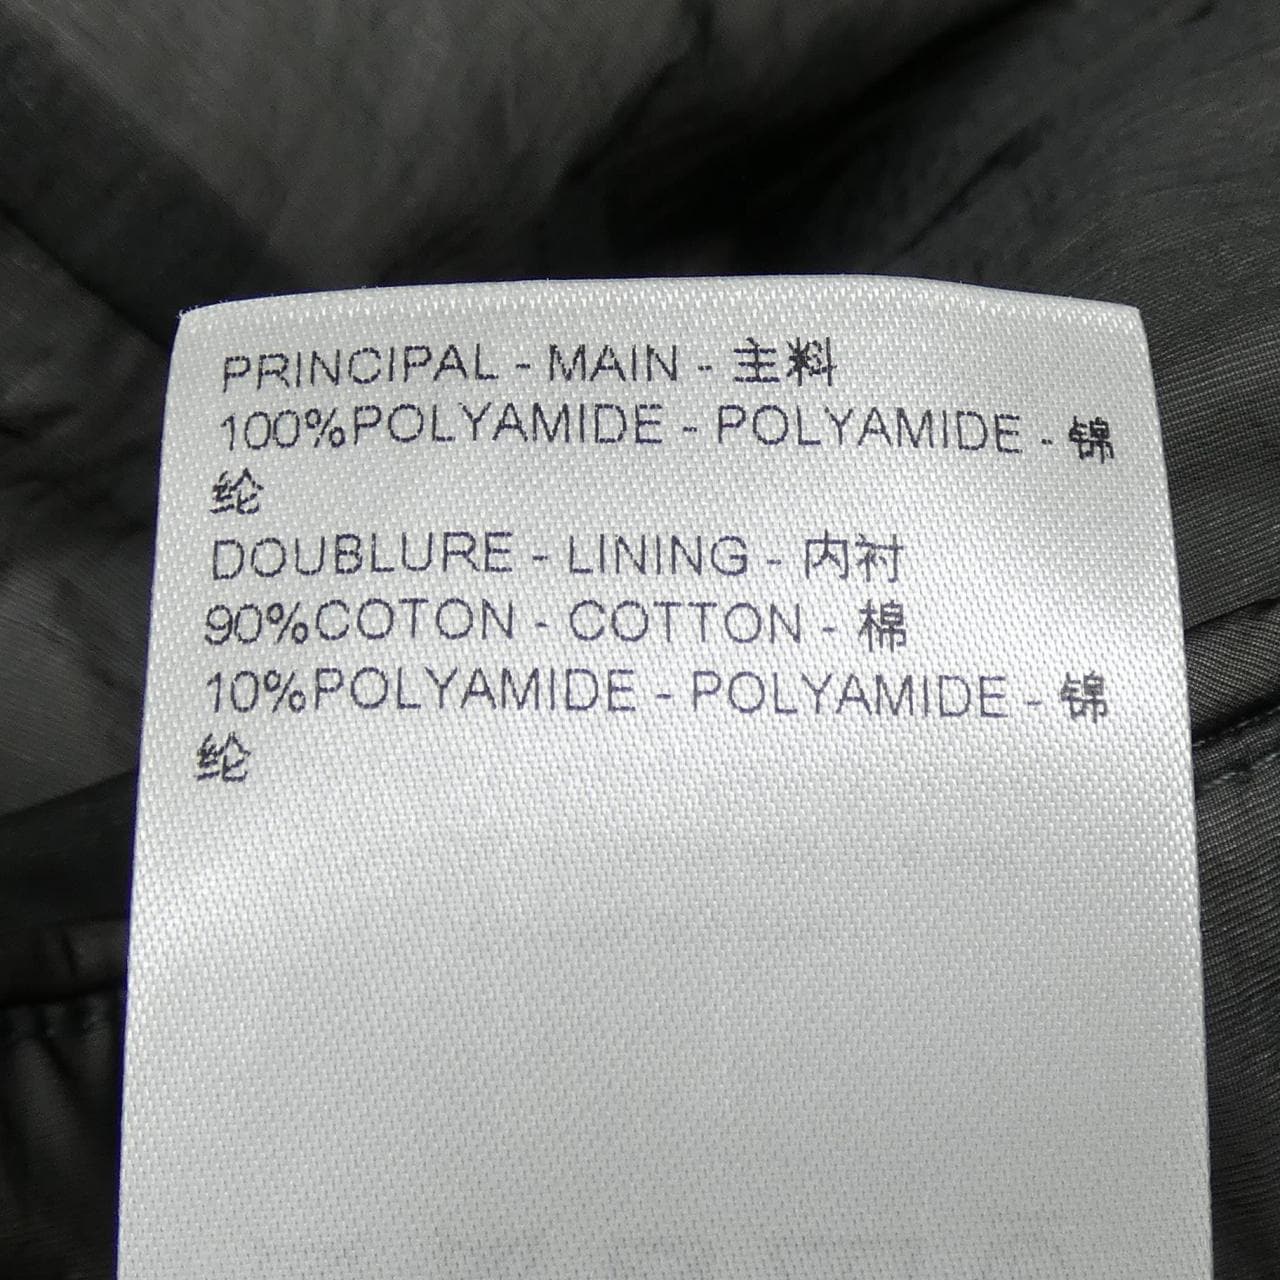 PRINCIPAL - MAIN - 主料
100%POLYAMIDE - POLYAMIDE - 锦
纶
DOUBLURE - LINING - 内衬
90%COTON - COTTON - 棉
10%POLYAMIDE - POLYAMIDE - 锦
纶